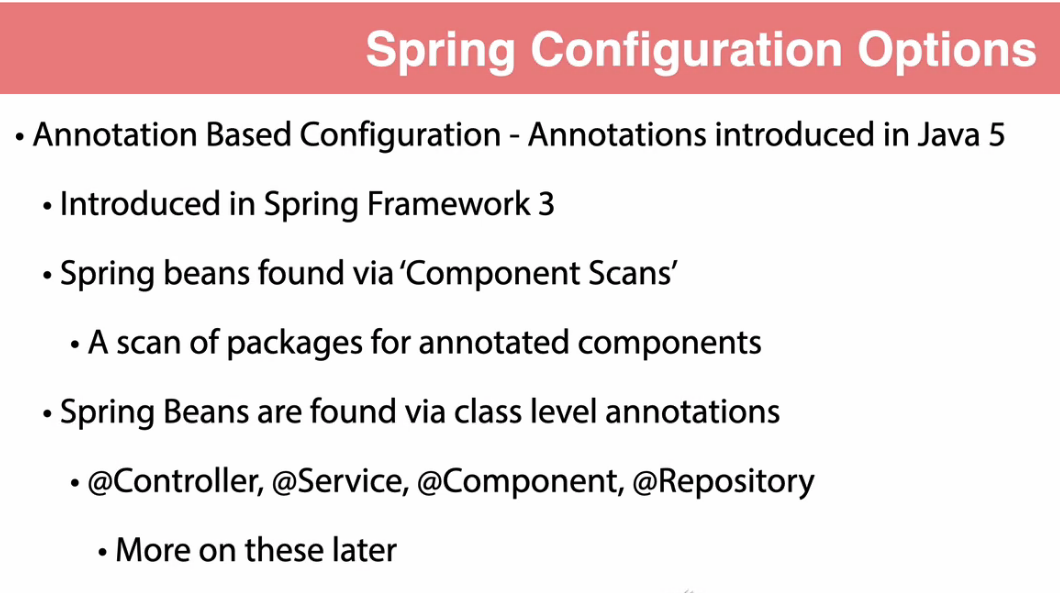 Spring Configuration Options
• Annotation Based Configuration - Annotations introduced in Java 5
• Introduced in Spring Framework 3
• Spring beans found via ‘Component Scans’
• A scan of packages for annotated components
• Spring Beans are found via class level annotations
• @Controller, @Service, @Component, @Repository
• More on these later